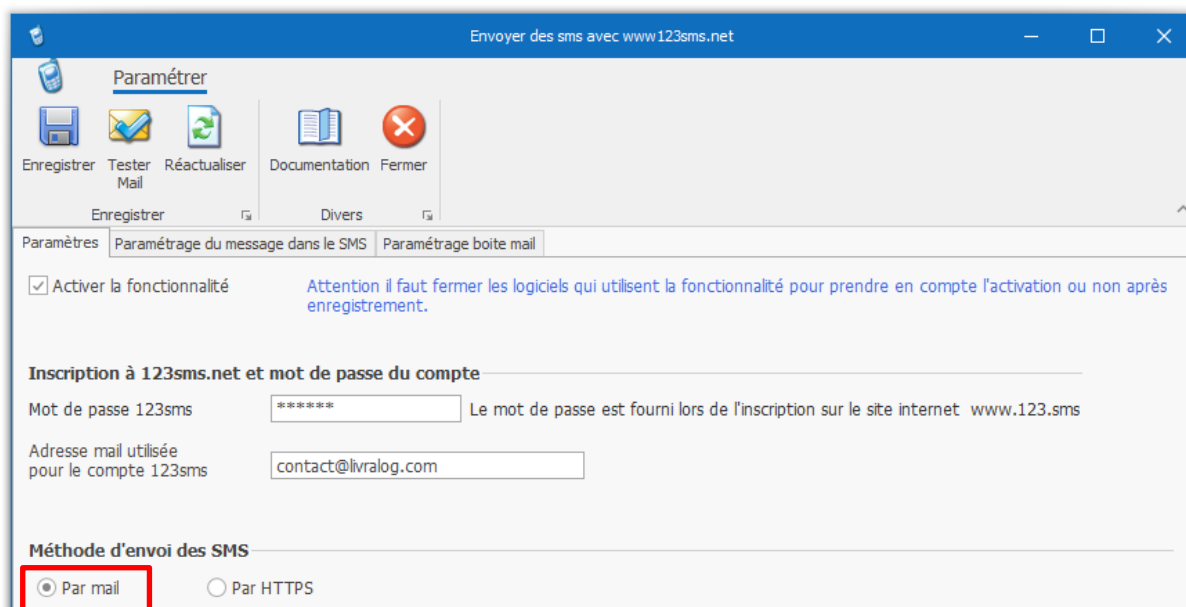 Envoyer des sms avec www123sms.net
Paramétrer
Enregistrer Tester Mail Réactualiser Documentation Fermer
Enregistrer Divers
Paramètres Paramétrage du message dans le SMS Paramétrage boite mail
Activer la fonctionnalité Attention il faut fermer les logiciels qui utilisent la fonctionnalité pour prendre en compte l'activation ou non après
enregistrement.
Inscription à 123sms.net et mot de passe du compte
Mot de passe 123sms ****** Le mot de passe est fourni lors de l'inscription sur le site internet www.123.sms
Adresse mail utilisée
pour le compte 123sms contact@livralog.com
Méthode d'envoi des SMS
Par mail Par HTTPS